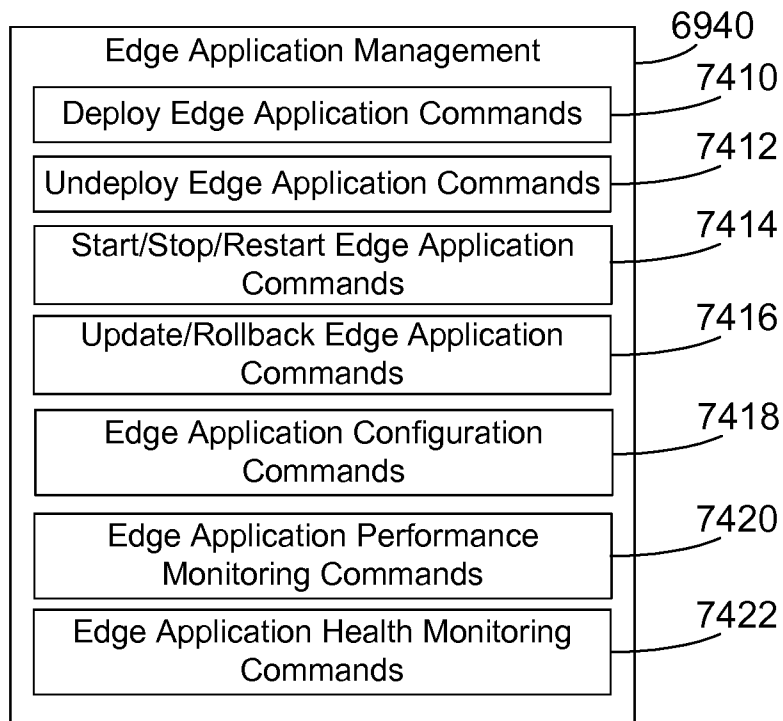 6940
Edge Application Management
7410
Deploy Edge Application Commands
7412
Undeploy Edge Application Commands
7414
Start/Stop/Restart Edge Application
Commands
7416
Update/Rollback Edge Application
Commands
7418
Edge Application Configuration
Commands
7420
Edge Application Performance
Monitoring Commands
7422
Edge Application Health Monitoring
Commands